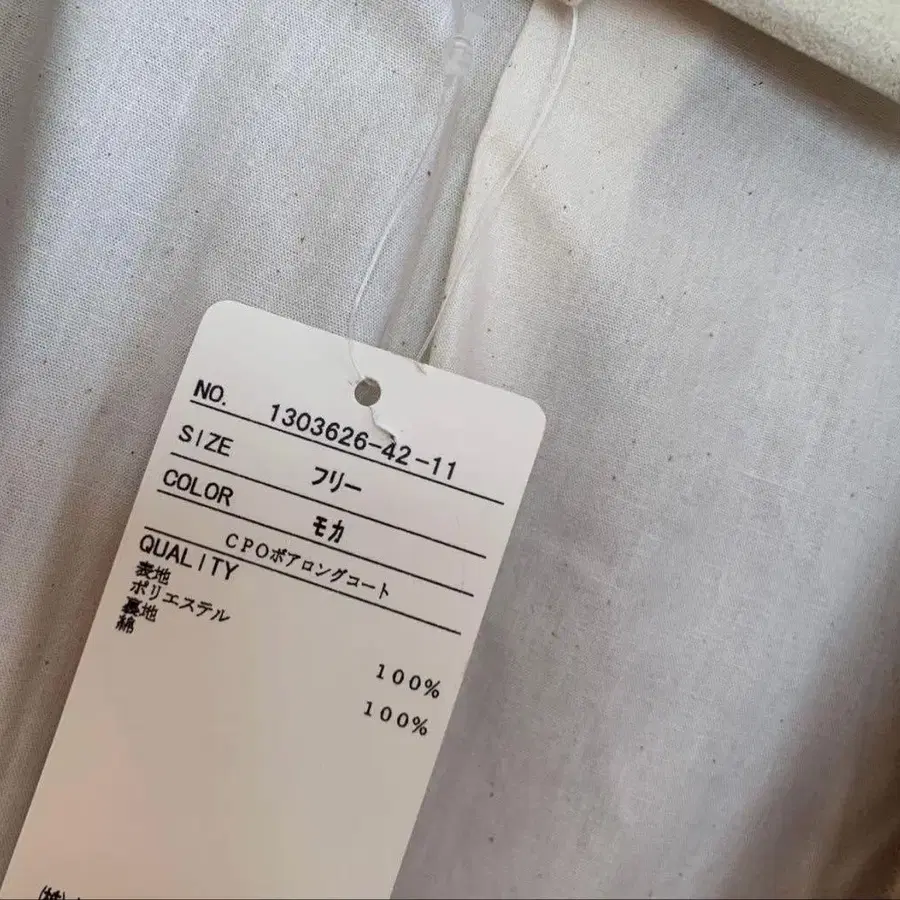 NO. 1303626-42-11
SIZE フリー
COLOR モカ
CPOボアロングコート
QUALITY
表地
ポリエステル 100%
裏地
綿 100%
(株)